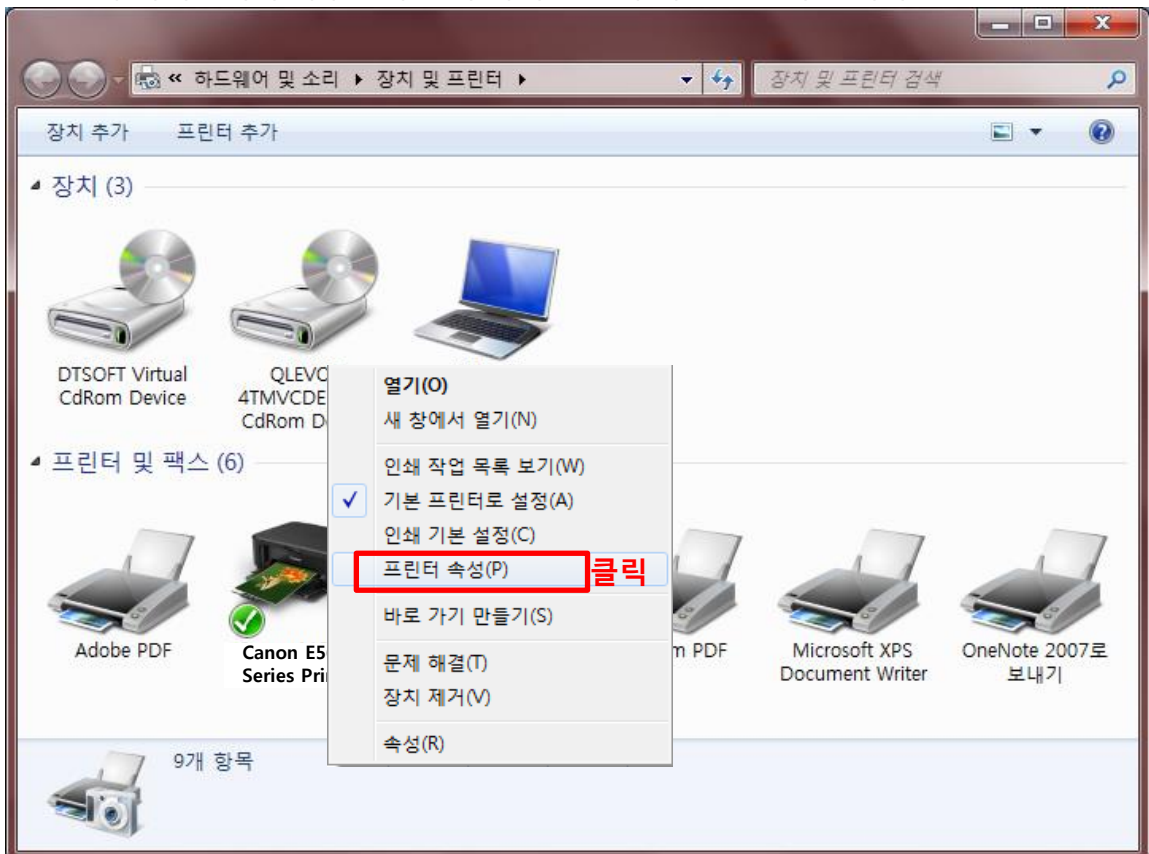 « 하드웨어 및 소리 ▸ 장치 및 프린터 ▸
장치 및 프린터 검색
장치 추가 프린터 추가
장치 (3)
DTSOFT Virtual
CdRom Device
QLEVC
4TMVCDE
CdRom D
프린터 및 팩스 (6)
열기(O)
새 창에서 열기(N)
인쇄 작업 목록 보기(W)
기본 프린터로 설정(A)
인쇄 기본 설정(C)
프린터 속성(P) 클릭
바로 가기 만들기(S)
문제 해결(T)
장치 제거(V)
속성(R)
Adobe PDF
Canon E5
Series Pri
m PDF
Microsoft XPS
Document Writer
OneNote 2007로
보내기
9개 항목